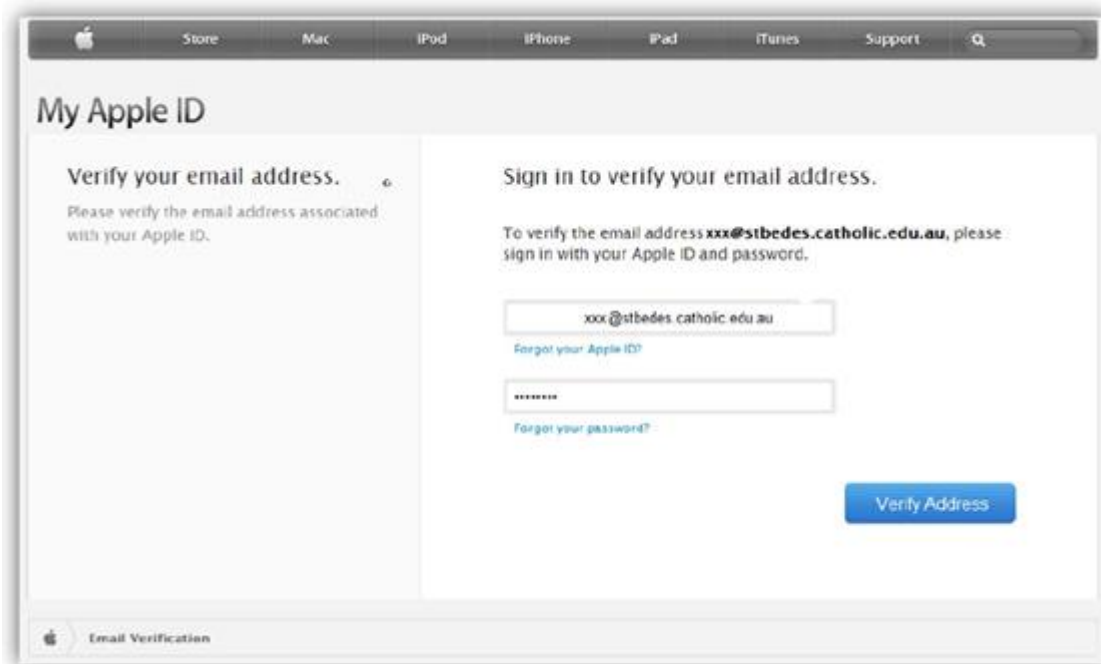 Store Mac iPod iPhone iPad iTunes Support
My Apple ID
Verify your email address.
Please verify the email address associated
with your Apple ID.
Sign in to verify your email address.
To verify the email address xxx@stbedes.catholic.edu.au, please
sign in with your Apple ID and password.
xxx@stbedes.catholic.edu.au
Forgot your Apple ID?
••••••••
Forgot your password?
Verify Address
Email Verification